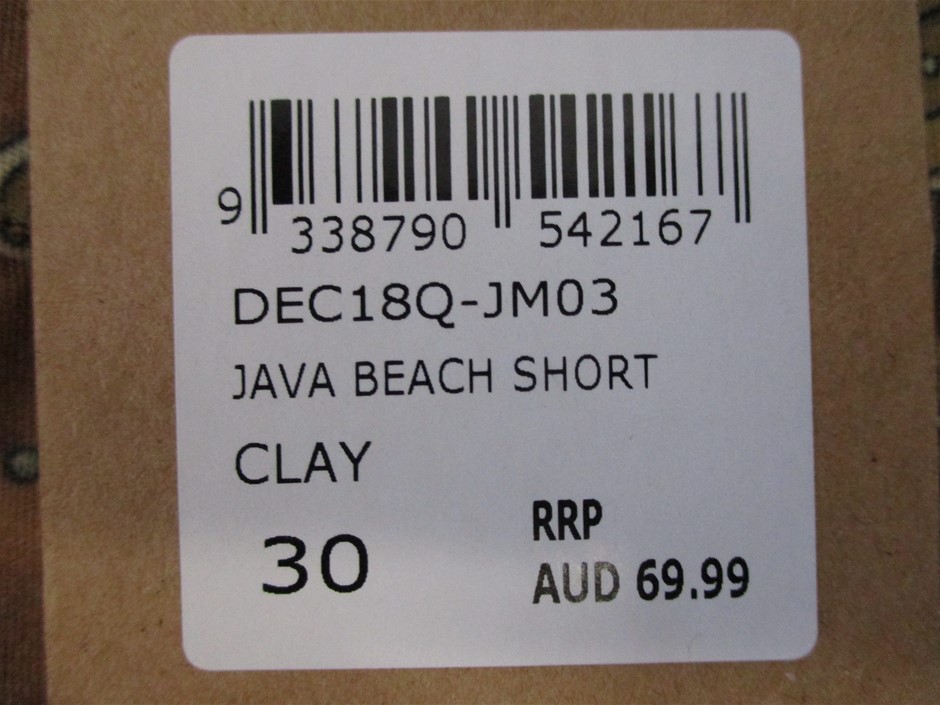 9 338790 542167
DEC18Q-JM03
JAVA BEACH SHORT
CLAY
30
RRP
AUD 69.99